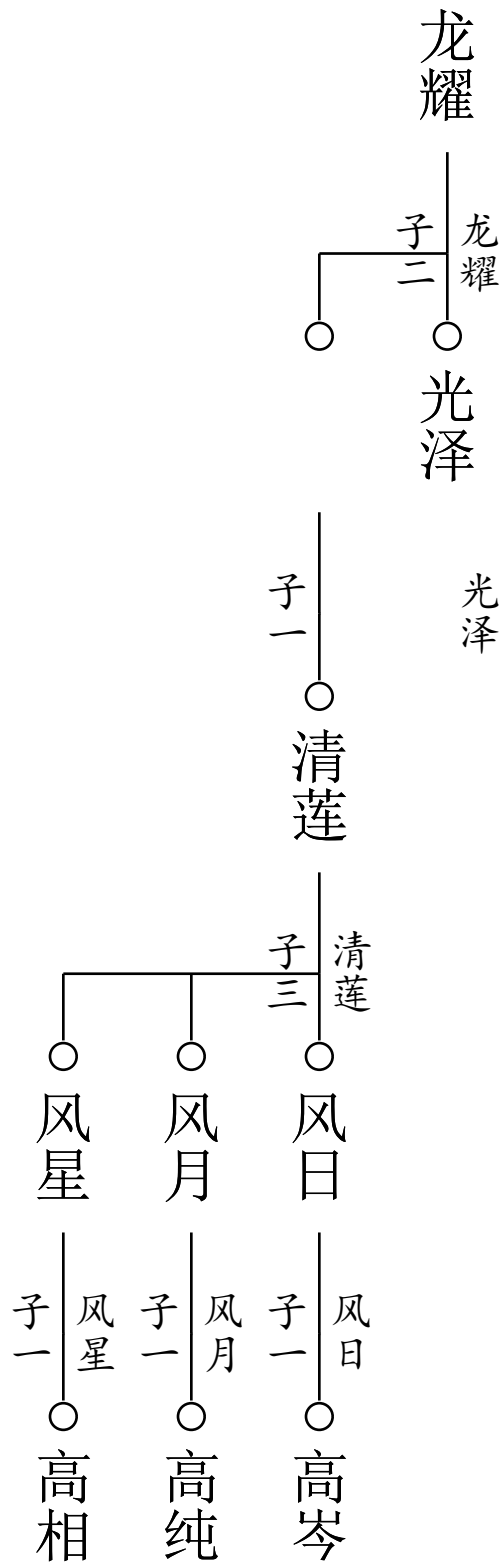 龙耀
龙耀
子二
光泽
光泽
子一
清莲
清莲
子三
风日
风月
风星
风日
子一
风月
子一
风星
子一
高岑
高纯
高相